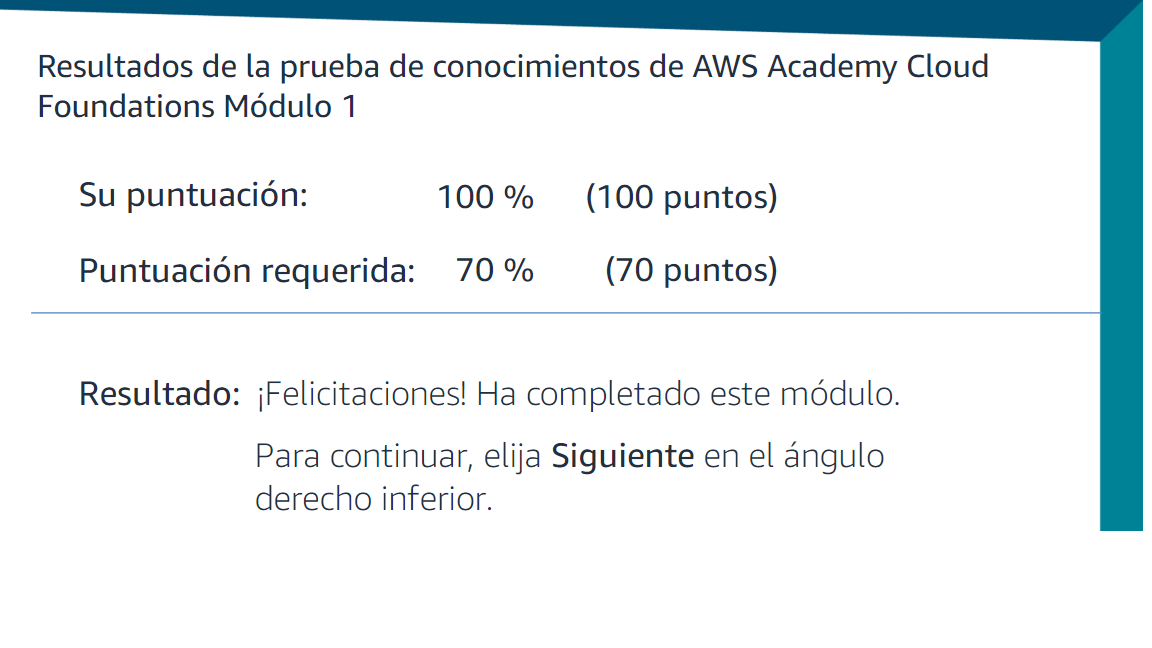 Resultados de la prueba de conocimientos de AWS Academy Cloud
Foundations Módulo 1
Su puntuación: 100 % (100 puntos)
Puntuación requerida: 70 % (70 puntos)
Resultado: ¡Felicitaciones! Ha completado este módulo.
Para continuar, elija Siguiente en el ángulo
derecho inferior.